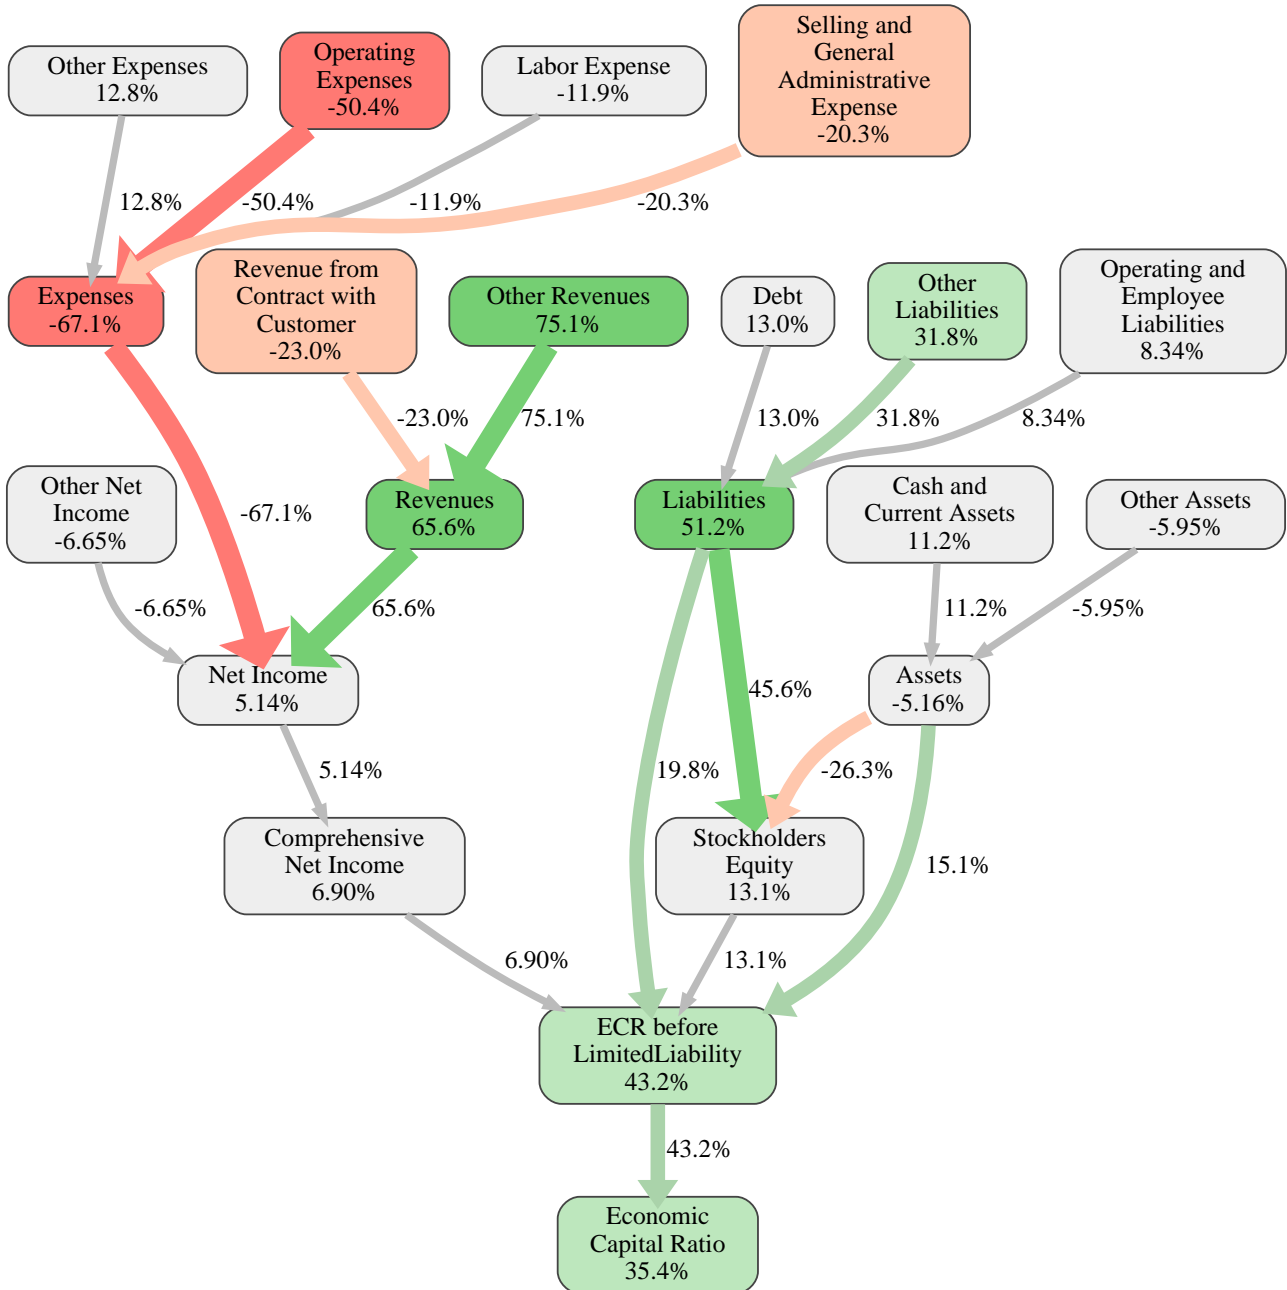 Other Expenses
12.8%
Operating
Expenses
-50.4%
Labor Expense
-11.9%
Selling and
General
Administrative
Expense
-20.3%
12.8%
-50.4%
-11.9%
-20.3%
Expenses
-67.1%
Revenue from
Contract with
Customer
-23.0%
Other Revenues
75.1%
Debt
13.0%
Other
Liabilities
31.8%
Operating and
Employee
Liabilities
8.34%
-23.0%
75.1%
13.0%
31.8%
8.34%
Other Net
Income
-6.65%
-67.1%
Revenues
65.6%
Liabilities
51.2%
Cash and
Current Assets
11.2%
Other Assets
-5.95%
-6.65%
65.6%
11.2%
-5.95%
Net Income
5.14%
45.6%
Assets
-5.16%
5.14%
19.8%
-26.3%
Comprehensive
Net Income
6.90%
Stockholders
Equity
13.1%
15.1%
6.90%
13.1%
ECR before
LimitedLiability
43.2%
43.2%
Economic
Capital Ratio
35.4%